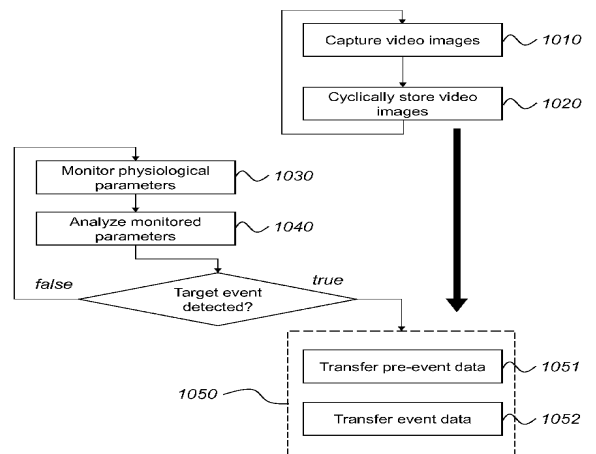 Capture video images
1010
Cyclically store video
images
1020
Monitor physiological
parameters
1030
Analyze monitored
parameters
1040
false
true
Target event
detected?
Transfer pre-event data
1051
1050
Transfer event data
1052